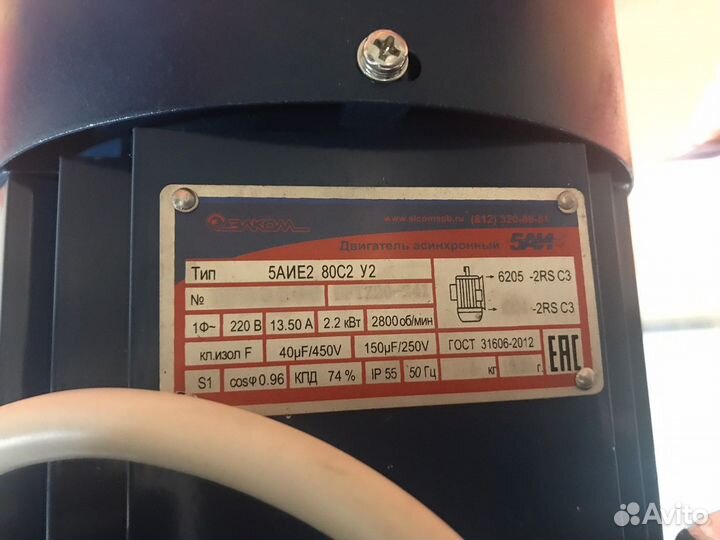 ЭЛКОМ
www.elcomspb.ru (812) 320-88-81
Двигатель асинхронный 5АИ
Тип 5АИЕ2 80С2 У2
№
6205 -2RS C3
-2RS C3
1Ф~ 220 В 13.50 А 2.2 кВт 2800 об/мин
кл.изол F 40µF/450V 150µF/250V ГОСТ 31606-2012
S1 cosφ 0.96 КПД 74 % IP 55 50 Гц кг г.
EAC
Avito